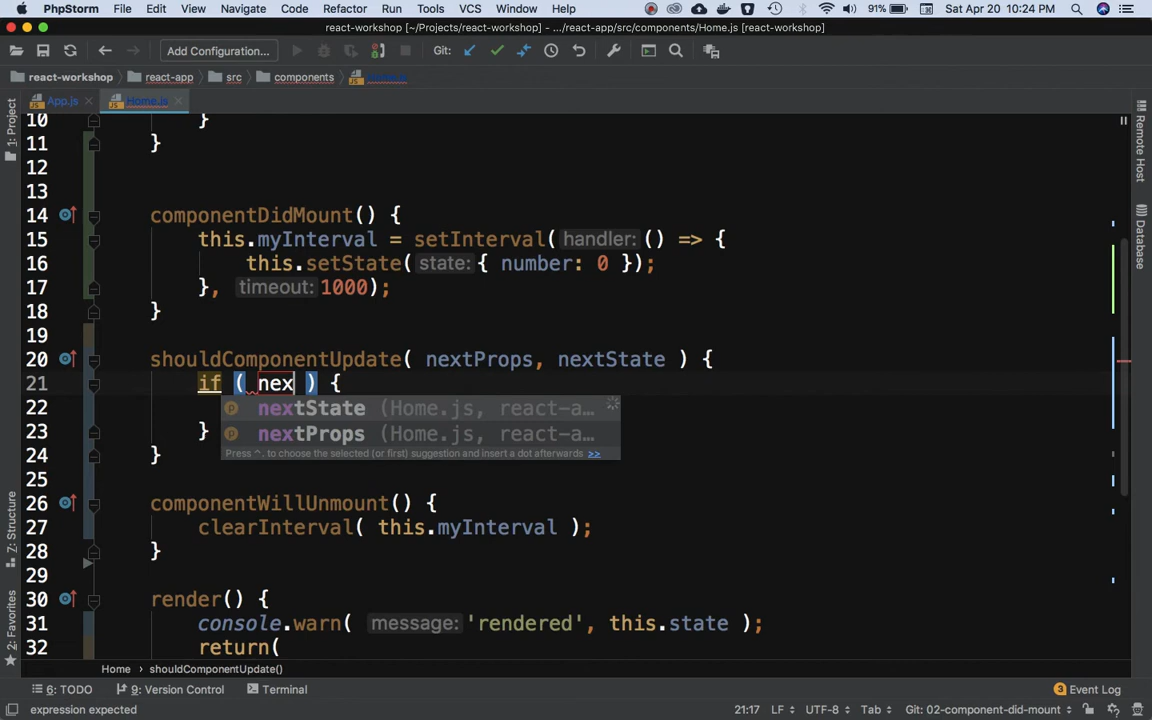 PhpStorm File Edit View Navigate Code Refactor Run Tools VCS Window Help 91% Sat Apr 20 10:24 PM
react-workshop [~/Projects/react-workshop] - .../react-app/src/components/Home.js [react-workshop]
Add Configuration... Git:
react-workshop react-app src components Home.js
App.js Home.js
1: Project
Remote Host
Database
Z: Structure
2: Favorites
10 }
11 }
12
13
14 componentDidMount() {
15 this.myInterval = setInterval( handler: () => {
16 this.setState( state: { number: 0 });
17 }, timeout: 1000);
18 }
19
20 shouldComponentUpdate( nextProps, nextState ) {
21 if ( nex ) {
22 nextState (Home.js, react-a...
23 } nextProps (Home.js, react-a...
Press ^. to choose the selected (or first) suggestion and insert a dot afterwards >>
24 }
25
26 componentWillUnmount() {
27 clearInterval( this.myInterval );
28 }
29
30 render() {
31 console.warn( message: 'rendered', this.state );
32 return(
Home › shouldComponentUpdate()
6: TODO 9: Version Control Terminal 3 Event Log
expression expected 21:17 LF UTF-8 Tab Git: 02-component-did-mount